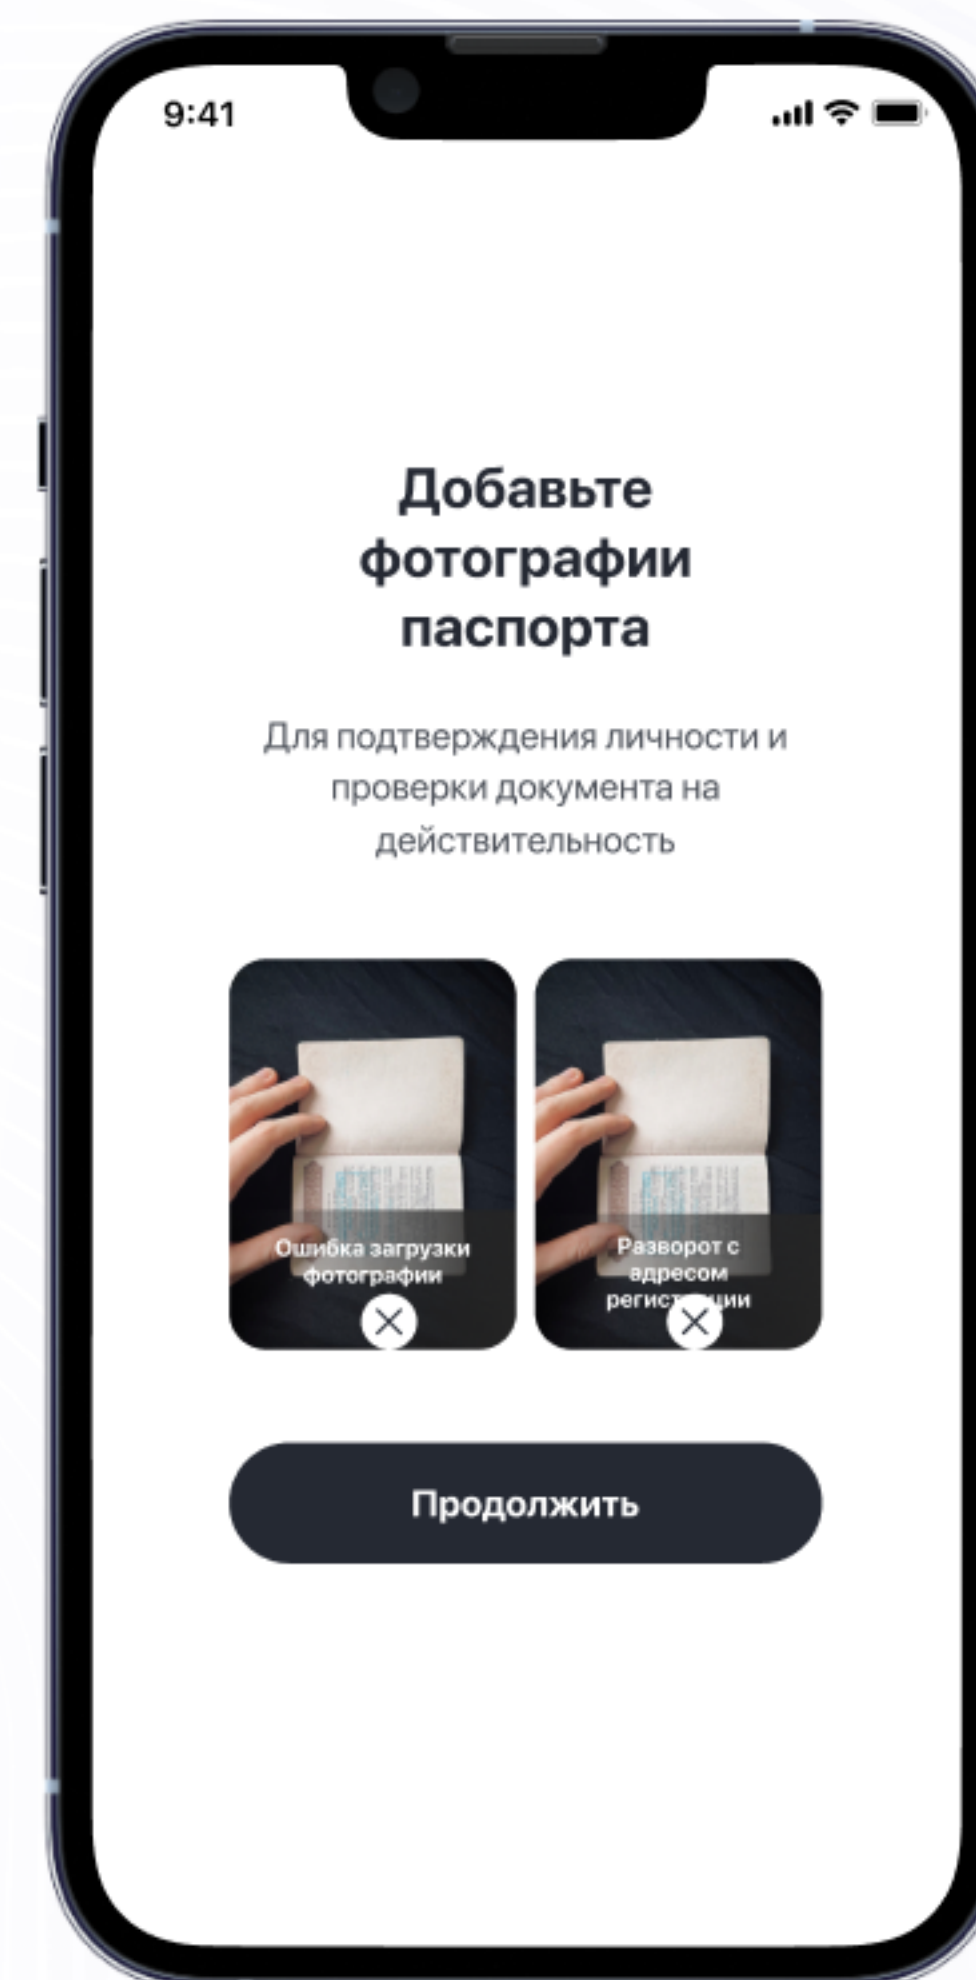 9:41
Добавьте
фотографии
паспорта
Для подтверждения личности и
проверки документа на
действительность
Ошибка загрузки
фотографии
Разворот с
адресом
Продолжить